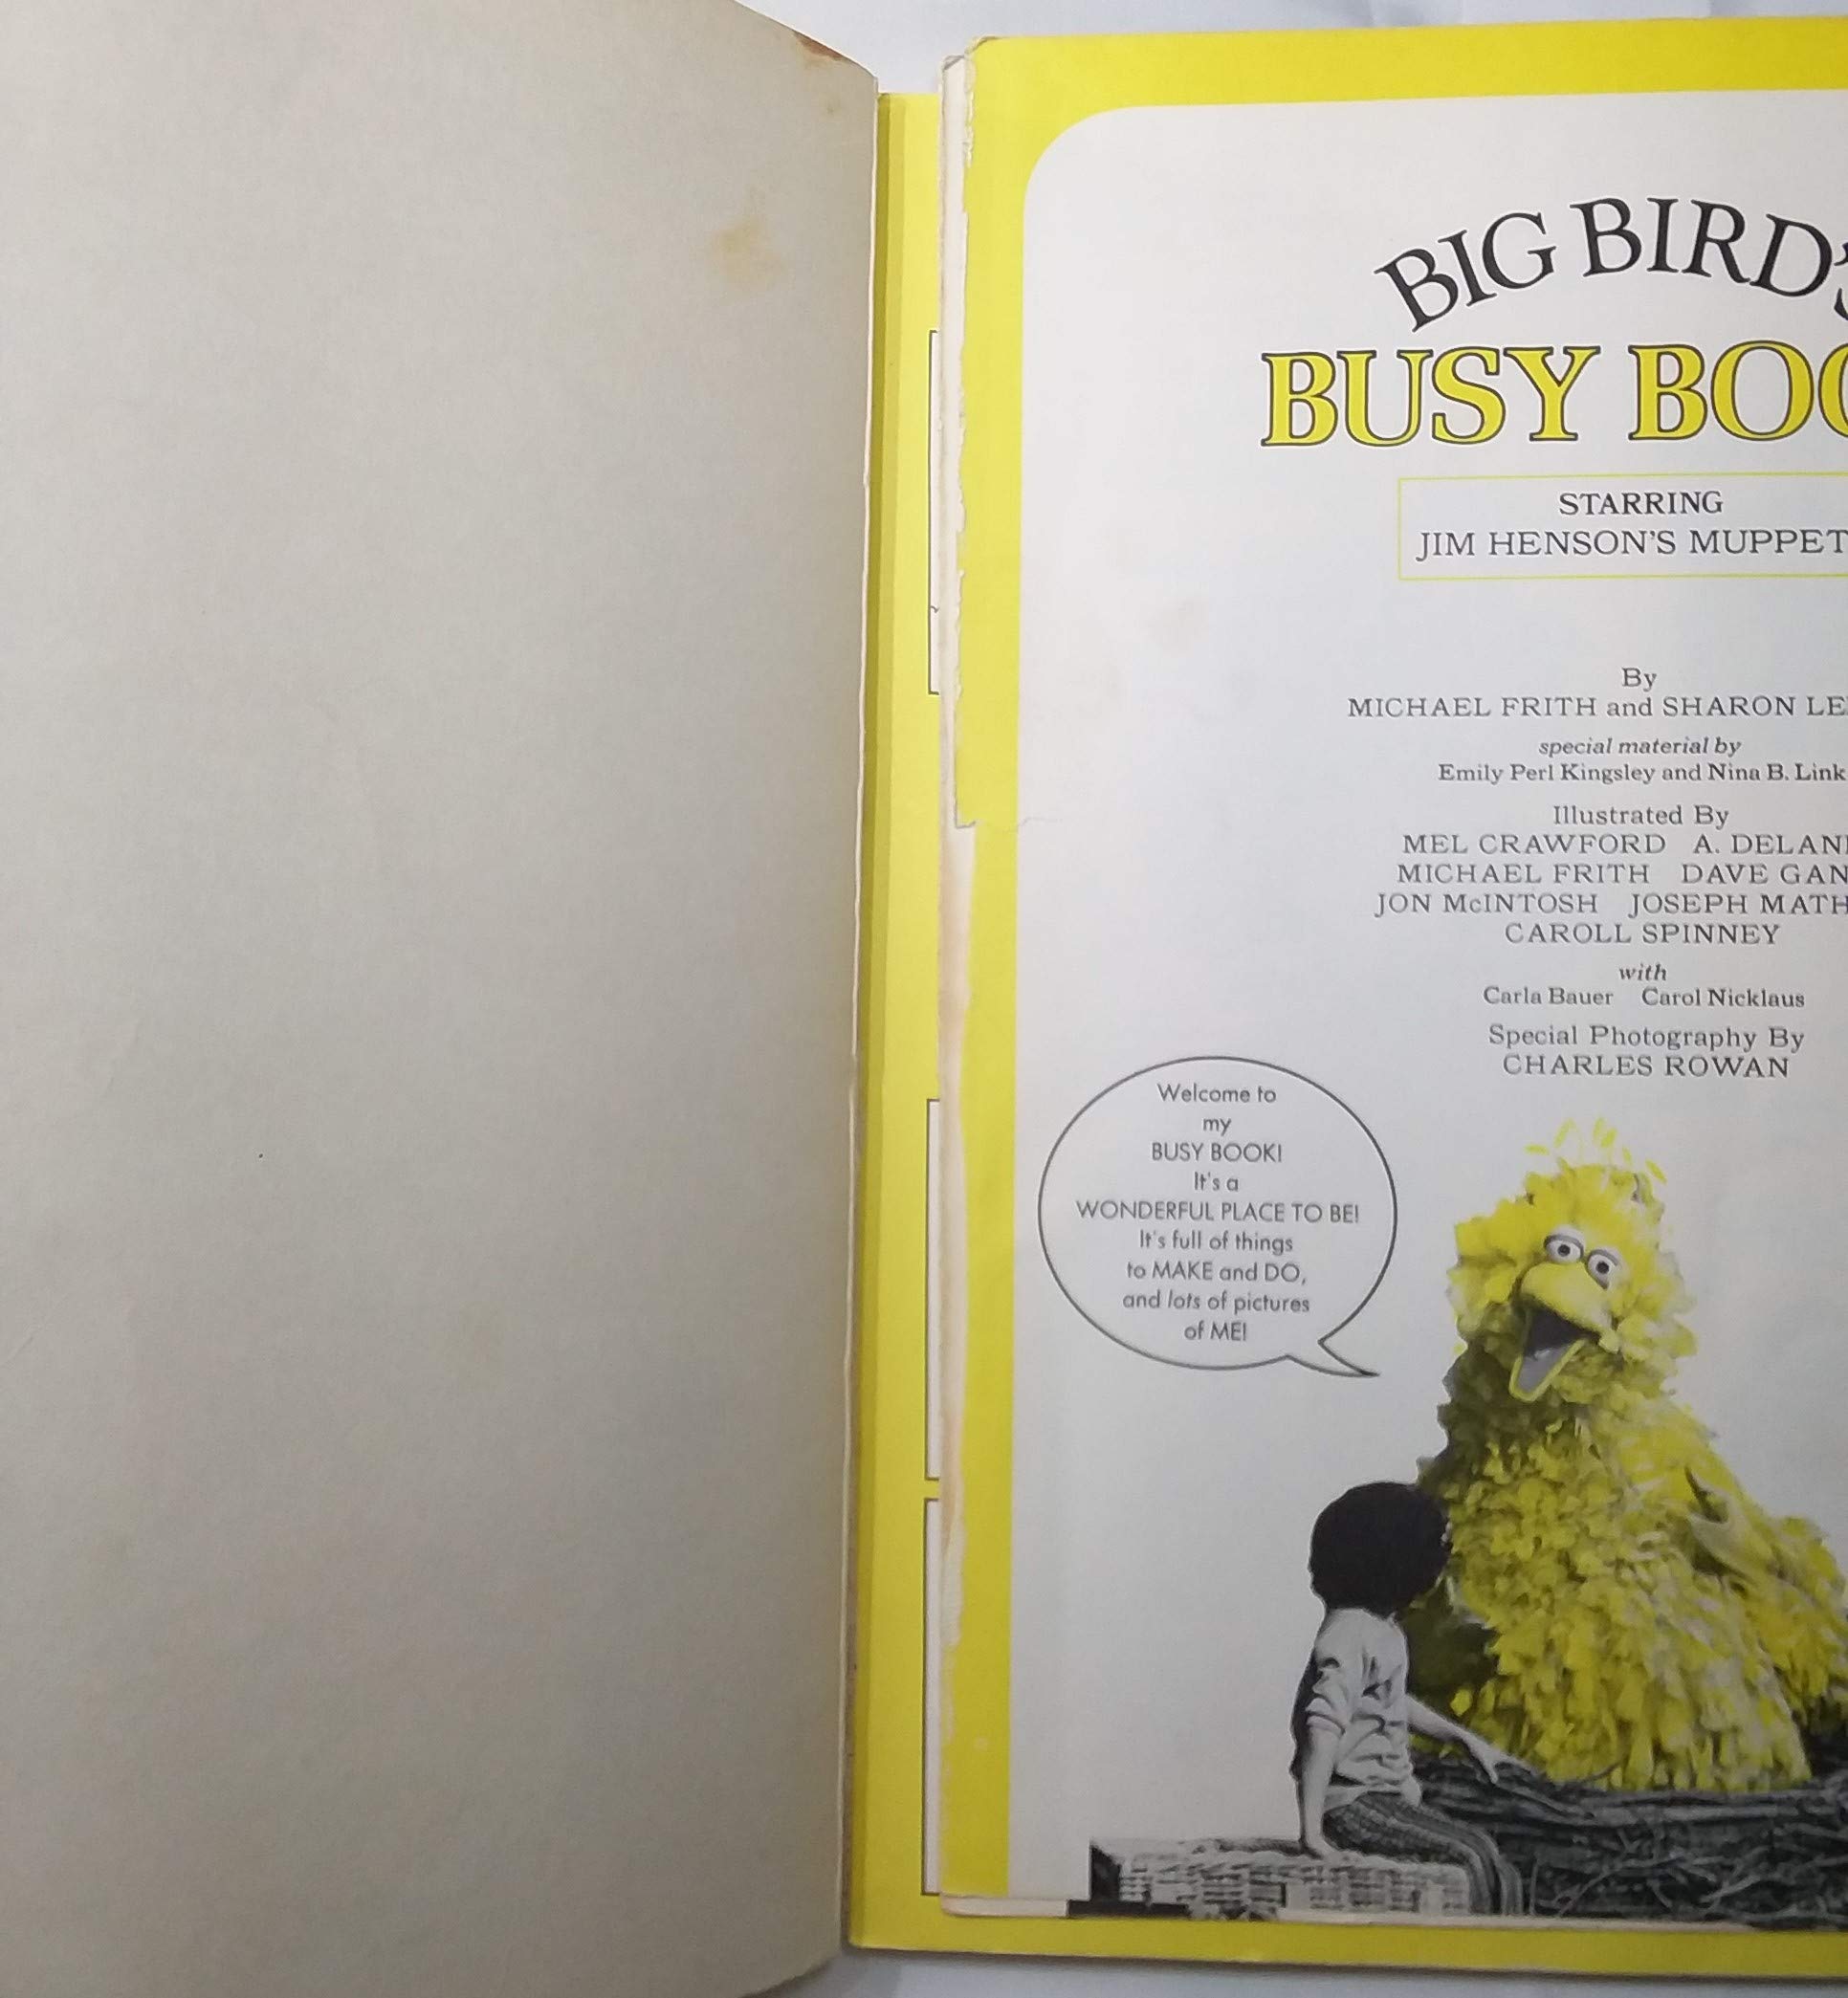 BIG BIRD'S
BUSY BOO
STARRING
JIM HENSON'S MUPPET
By
MICHAEL FRITH and SHARON LE
special material by
Emily Perl Kingsley and Nina B. Link
Illustrated By
MEL CRAWFORD A. DELAN
MICHAEL FRITH DAVE GAN
JON McINTOSH JOSEPH MATH
CAROLL SPINNEY
with
Carla Bauer Carol Nicklaus
Special Photography By
CHARLES ROWAN
Welcome to
my
BUSY BOOK!
It's a
WONDERFUL PLACE TO BE!
It's full of things
to MAKE and DO,
and lots of pictures
of ME!